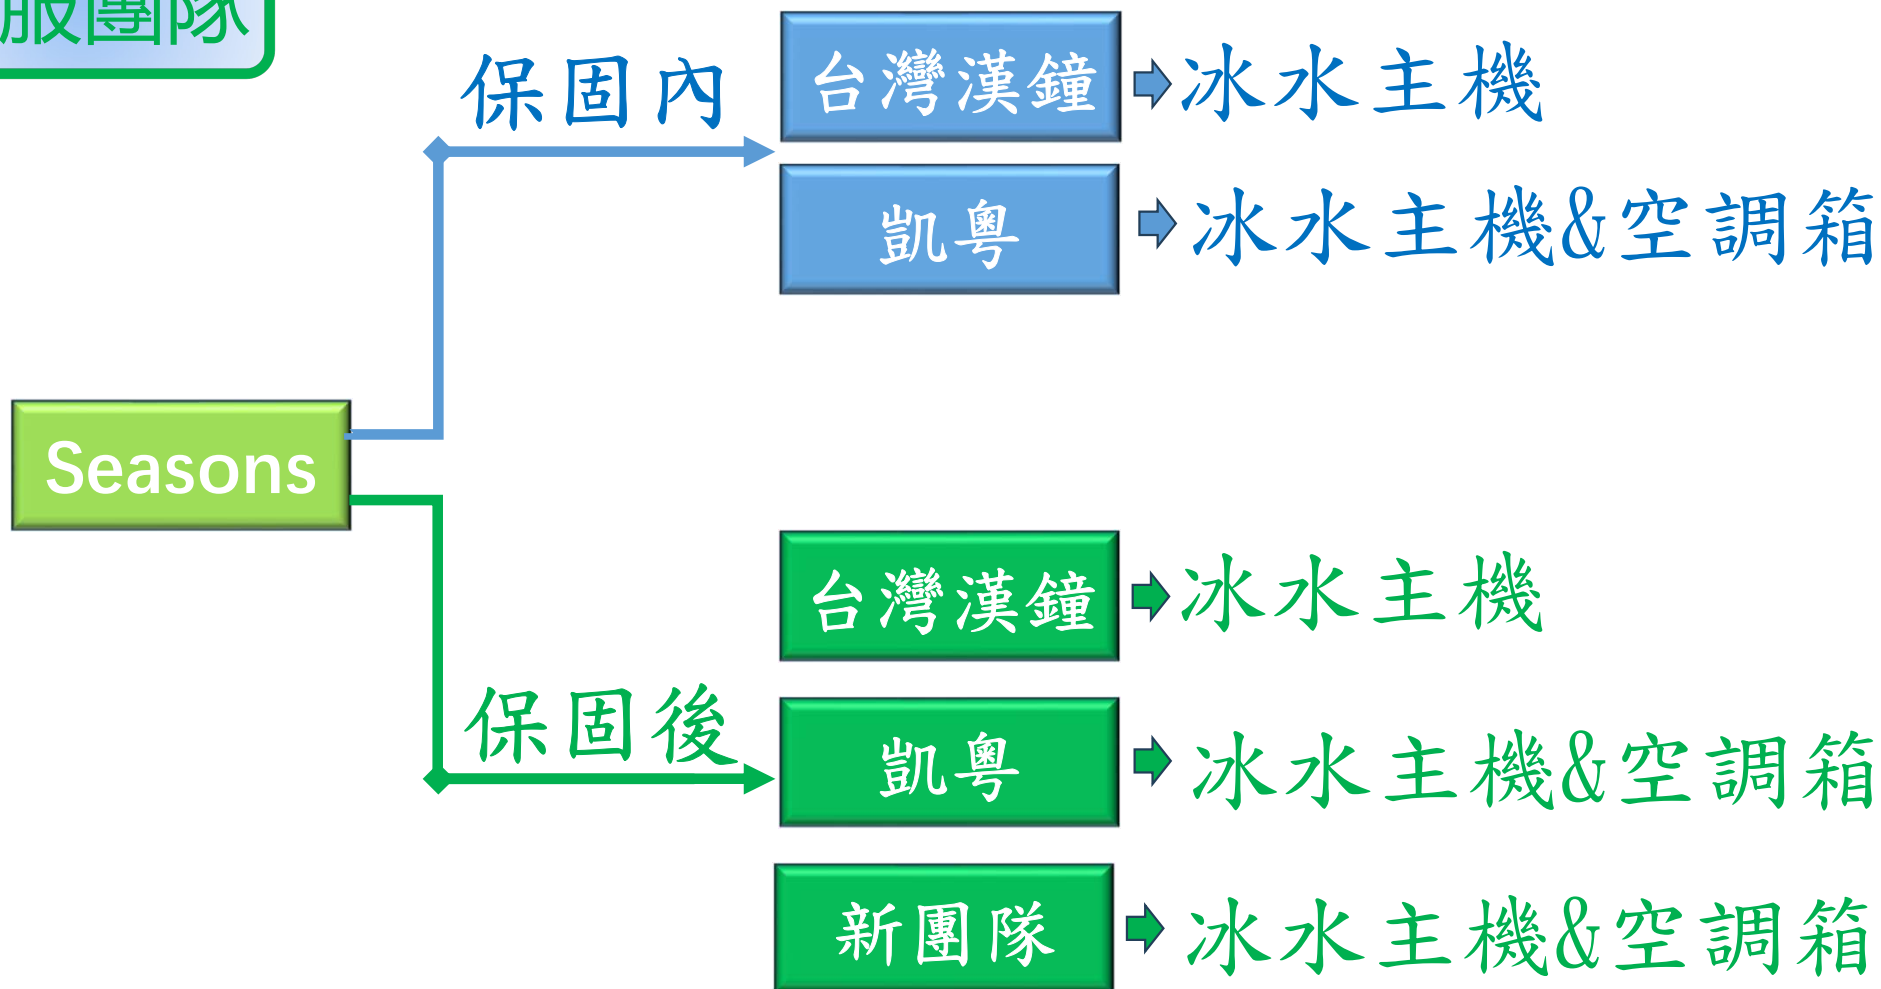 服團隊
保固內
台灣漢鐘
冰水主機
凱粵
冰水主機&空調箱
Seasons
保固後
台灣漢鐘
冰水主機
凱粵
冰水主機&空調箱
新團隊
冰水主機&空調箱